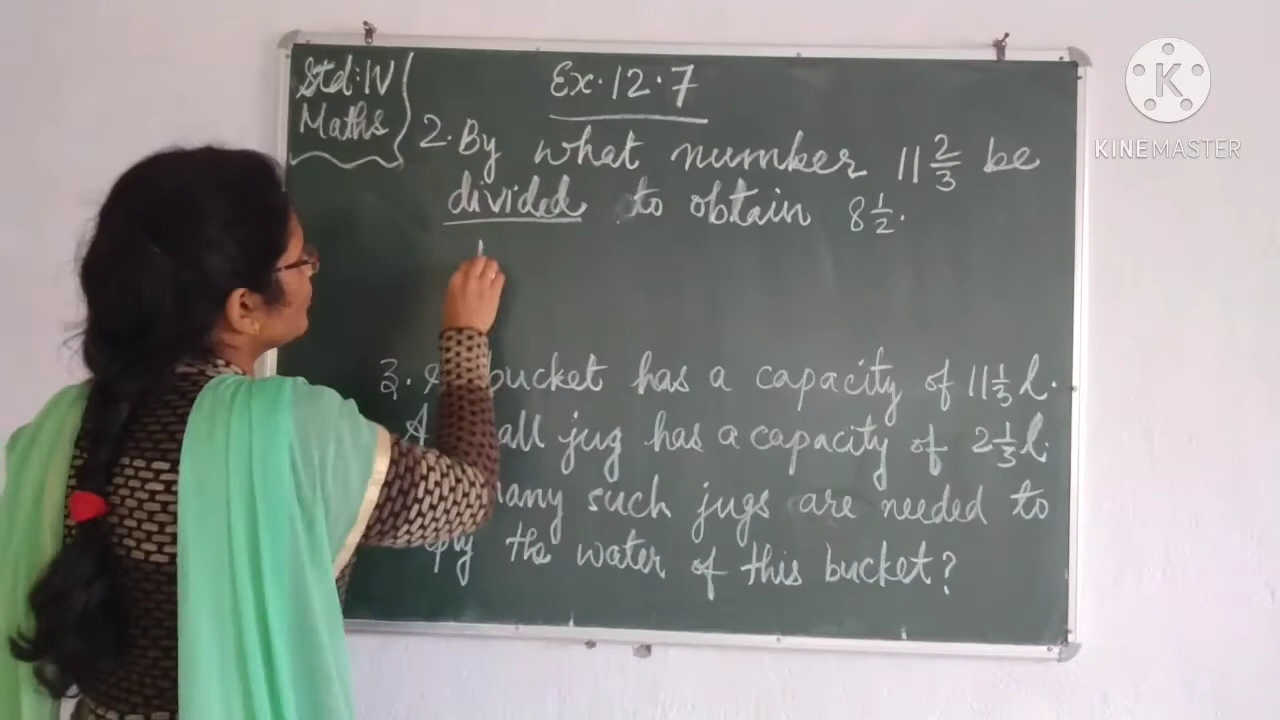 Std: IV
Maths
Ex. 12.7
2. By what number 11 2/3 be
divided to obtain 8 1/2.
3. bucket has a capacity of 11 1/3 l.
A jug has a capacity of 2 1/3 l.
such jugs are needed to
the water of this bucket?
K
KINEMASTER